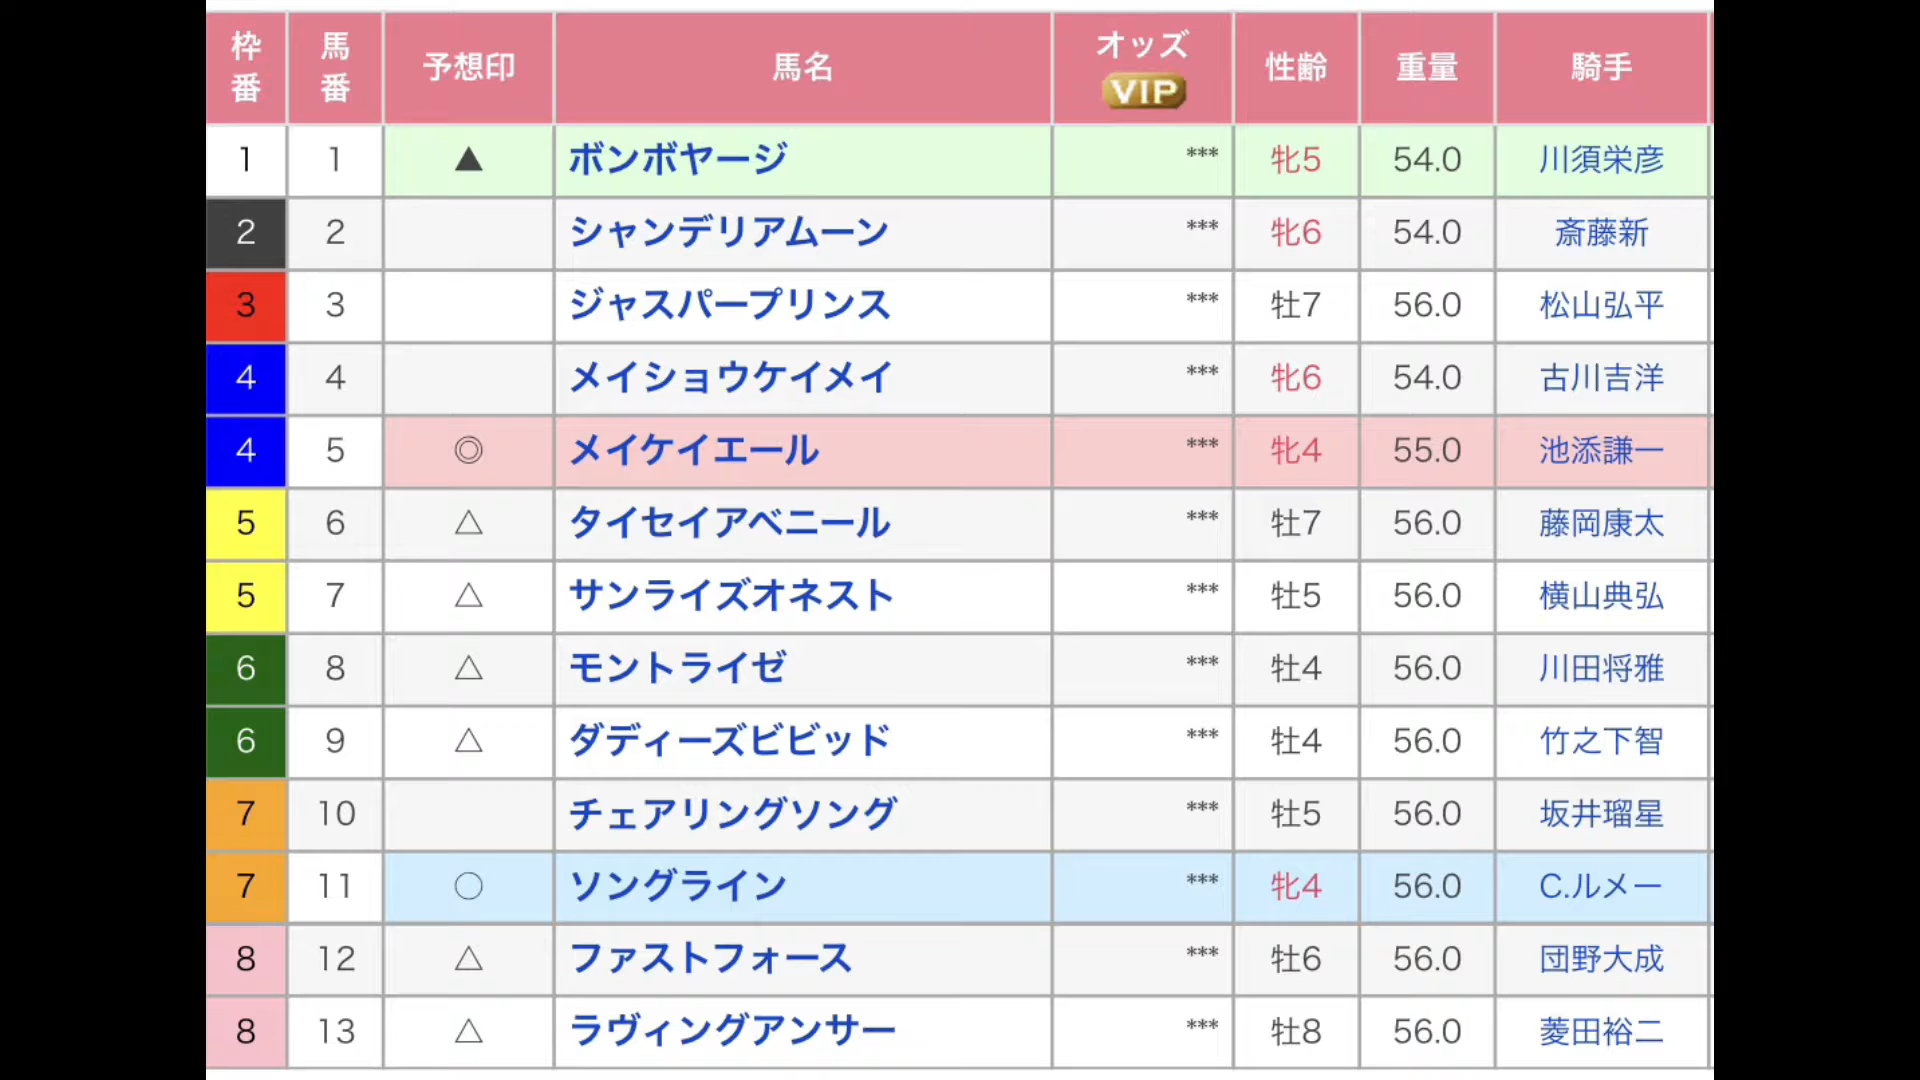 枠番 馬番 予想印 馬名 オッズ VIP 性齢 重量 騎手
1 1 ▲ ボンボヤージ *** 牝5 54.0 川須栄彦
2 2 シャンデリアムーン *** 牝6 54.0 斎藤新
3 3 ジャスパープリンス *** 牡7 56.0 松山弘平
4 4 メイショウケイメイ *** 牝6 54.0 古川吉洋
4 5 ◎ メイケイエール *** 牝4 55.0 池添謙一
5 6 △ タイセイアベニール *** 牡7 56.0 藤岡康太
5 7 △ サンライズオネスト *** 牡5 56.0 横山典弘
6 8 △ モントライゼ *** 牡4 56.0 川田将雅
6 9 △ ダディーズビビッド *** 牡4 56.0 竹之下智
7 10 チェアリングソング *** 牡5 56.0 坂井瑠星
7 11 ○ ソングライン *** 牝4 56.0 C.ルメー
8 12 △ ファストフォース *** 牡6 56.0 団野大成
8 13 △ ラヴィングアンサー *** 牡8 56.0 菱田裕二